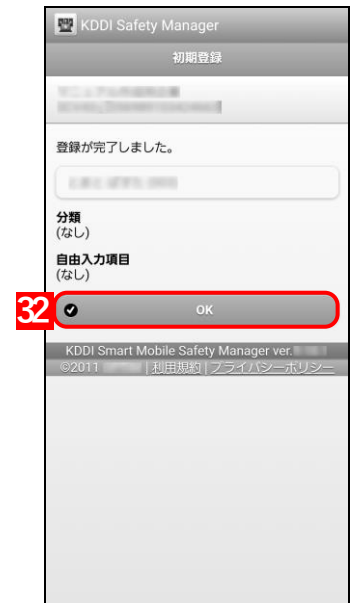 KDDI Safety Manager
初期登録
登録が完了しました。
分類
(なし)
自由入力項目
(なし)
32
OK
KDDI Smart Mobile Safety Manager ver.
©2011 | 利用規約 | プライバシーポリシー